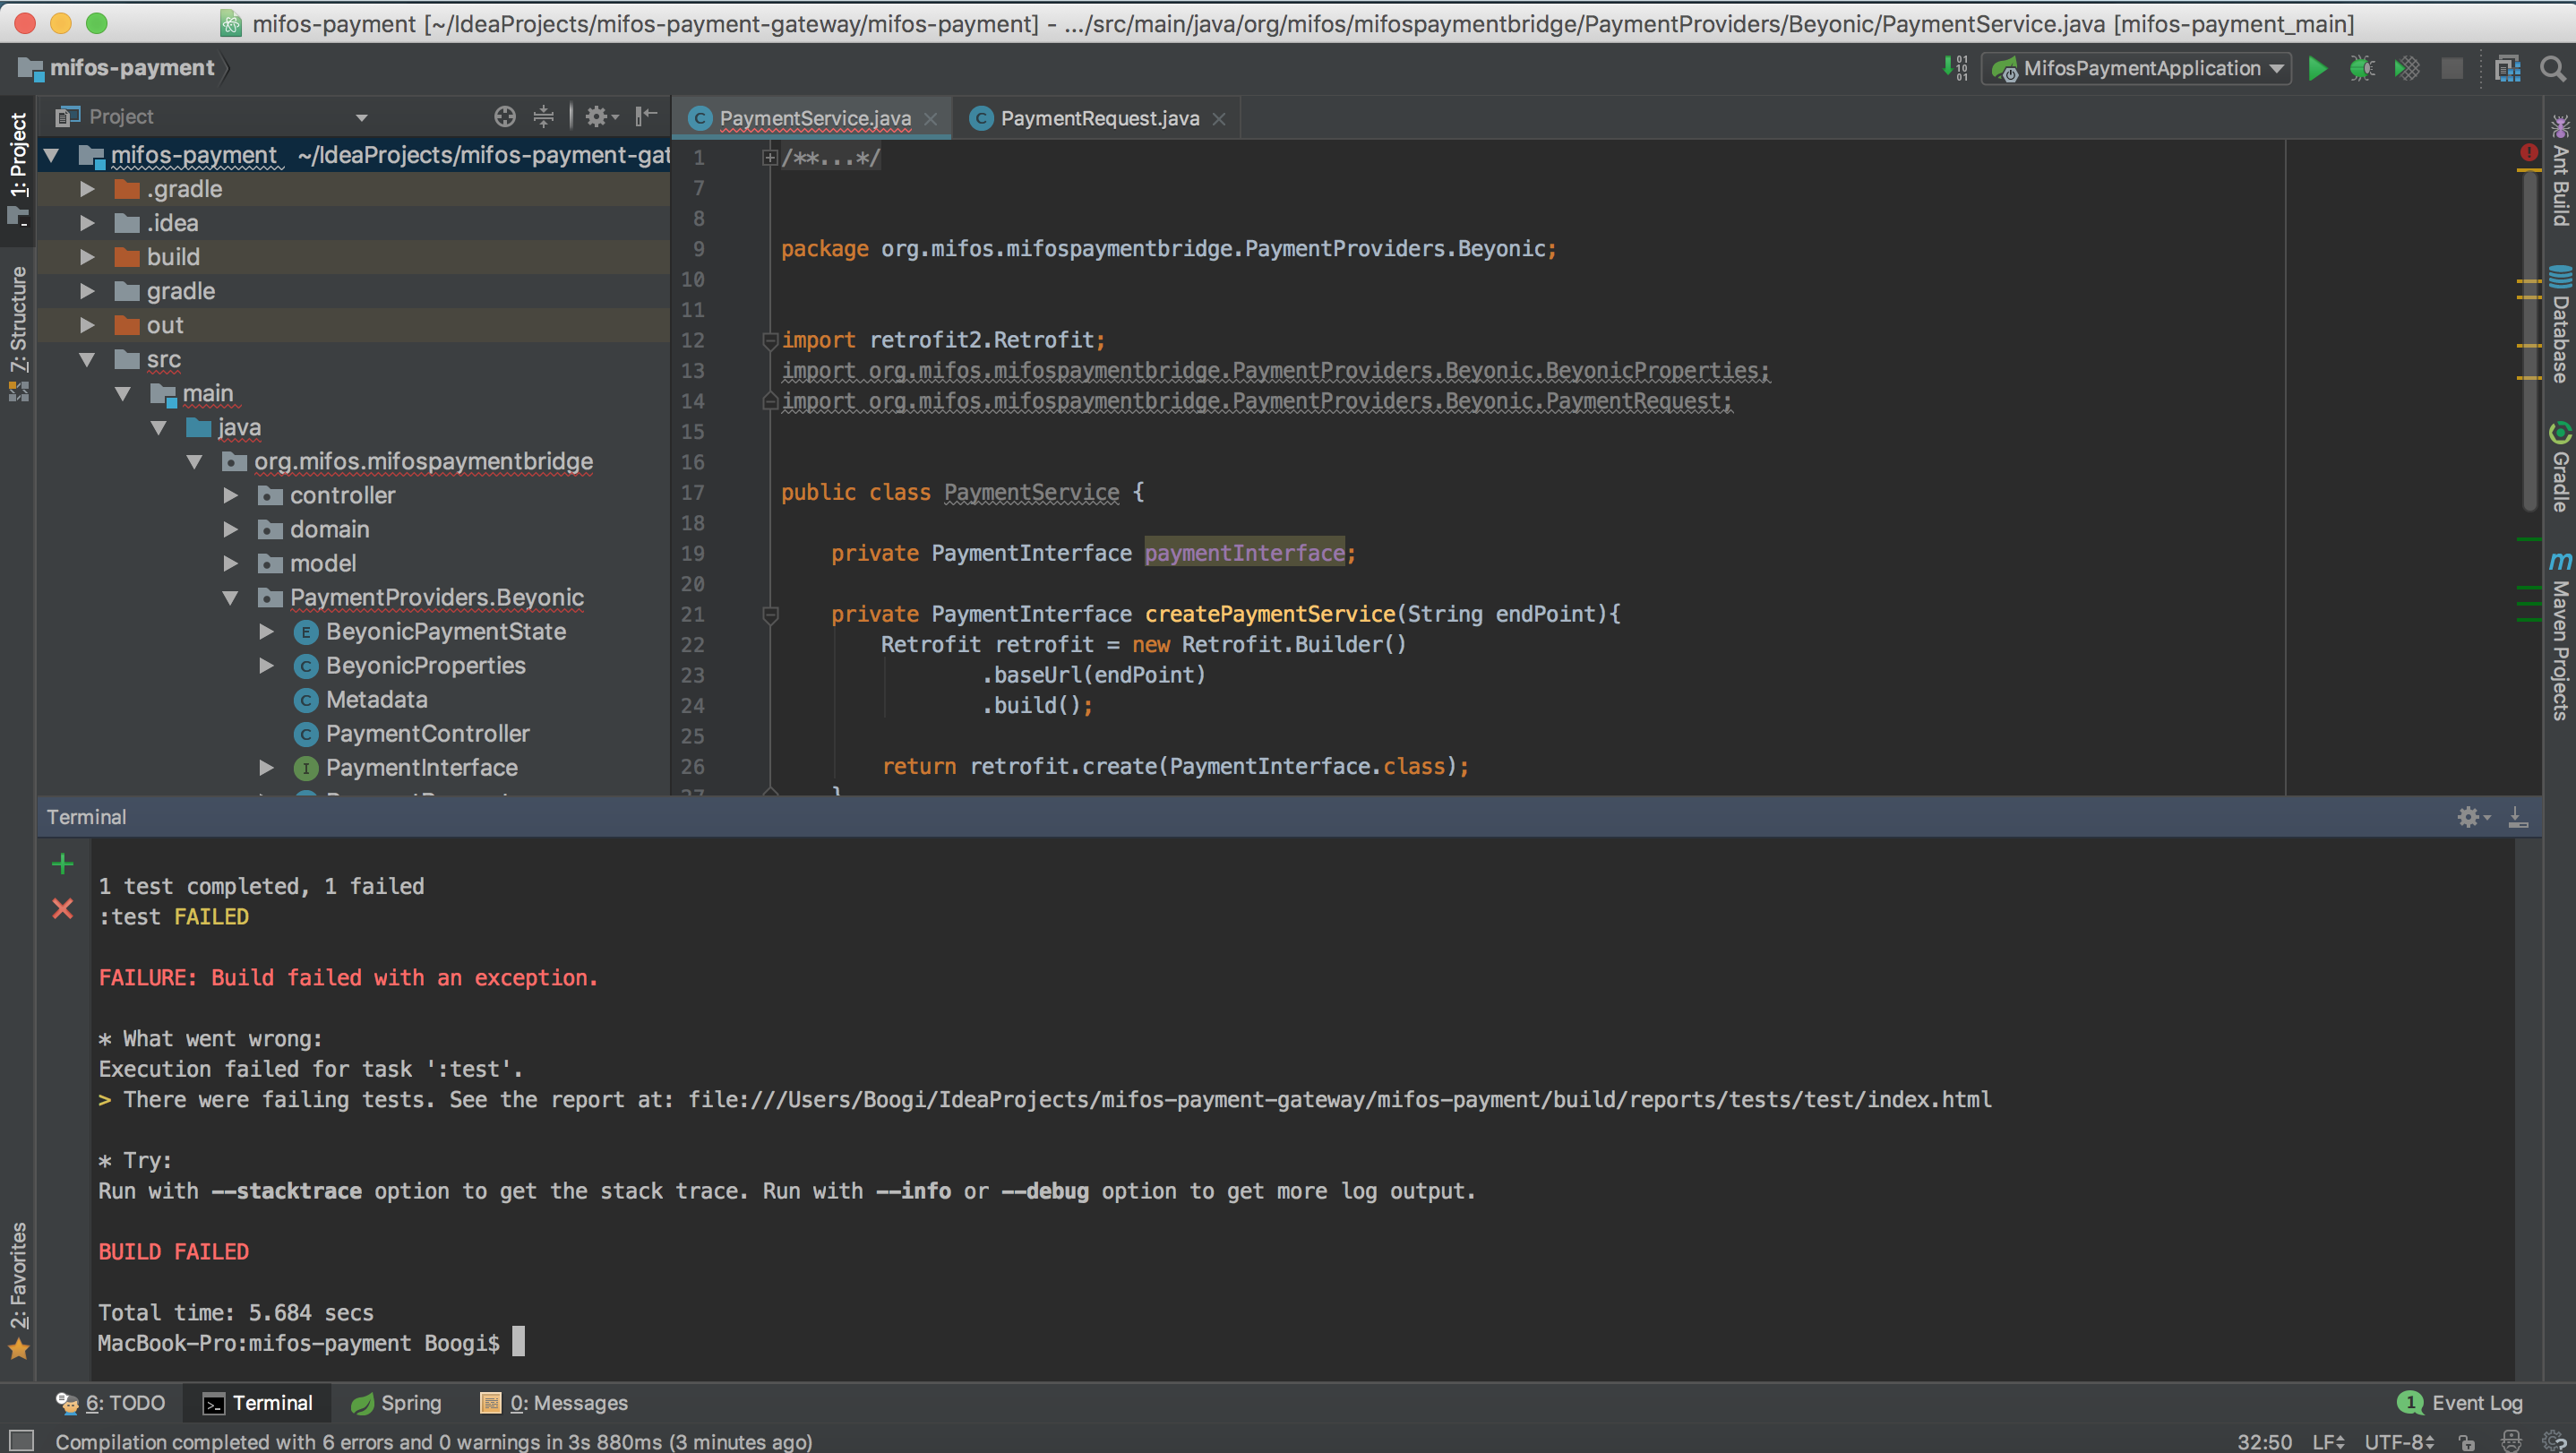 mifos-payment [~/IdeaProjects/mifos-payment-gateway/mifos-payment] - .../src/main/java/org/mifos/mifospaymentbridge/PaymentProviders/Beyonic/PaymentService.java [mifos-payment_main]
mifos-payment
MifosPaymentApplication
1: Project
Z: Structure
2: Favorites
Project
mifos-payment ~/IdeaProjects/mifos-payment-gat
.gradle
.idea
build
gradle
out
src
main
java
org.mifos.mifospaymentbridge
controller
domain
model
PaymentProviders.Beyonic
BeyonicPaymentState
BeyonicProperties
Metadata
PaymentController
PaymentInterface
PaymentService.java
PaymentRequest.java
1 /**...*/
7
8
9 package org.mifos.mifospaymentbridge.PaymentProviders.Beyonic;
10
11
12 import retrofit2.Retrofit;
13 import org.mifos.mifospaymentbridge.PaymentProviders.Beyonic.BeyonicProperties;
14 import org.mifos.mifospaymentbridge.PaymentProviders.Beyonic.PaymentRequest;
15
16
17 public class PaymentService {
18
19 private PaymentInterface paymentInterface;
20
21 private PaymentInterface createPaymentService(String endPoint){
22 Retrofit retrofit = new Retrofit.Builder()
23 .baseUrl(endPoint)
24 .build();
25
26 return retrofit.create(PaymentInterface.class);
27 }
Ant Build
Database
Gradle
Maven Projects
Terminal
1 test completed, 1 failed
:test FAILED
FAILURE: Build failed with an exception.
* What went wrong:
Execution failed for task ':test'.
> There were failing tests. See the report at: file:///Users/Boogi/IdeaProjects/mifos-payment-gateway/mifos-payment/build/reports/tests/test/index.html
* Try:
Run with --stacktrace option to get the stack trace. Run with --info or --debug option to get more log output.
BUILD FAILED
Total time: 5.684 secs
MacBook-Pro:mifos-payment Boogi$
6: TODO
Terminal
Spring
0: Messages
1 Event Log
Compilation completed with 6 errors and 0 warnings in 3s 880ms (3 minutes ago)
32:50 LF UTF-8